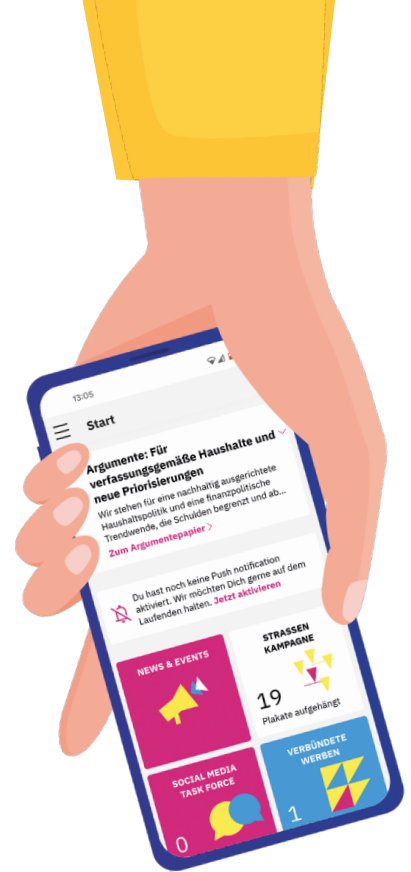 13:05
Start
Argumente: Für
verfassungsgemäße Haushalte und
neue Priorisierungen
Wir stehen für eine nachhaltig ausgerichtete
Haushaltspolitik und eine finanzpolitische
Trendwende, die Schulden begrenzt und ab...
Zum Argumentepapier
Du hast noch keine Push notification
aktiviert. Wir möchten Dich gerne auf dem
Laufenden halten. Jetzt aktivieren
NEWS & EVENTS
STRASSEN
KAMPAGNE
19
Plakate aufgehängt
SOCIAL MEDIA
TASK FORCE
0
VERBÜNDETE
WERBEN
1